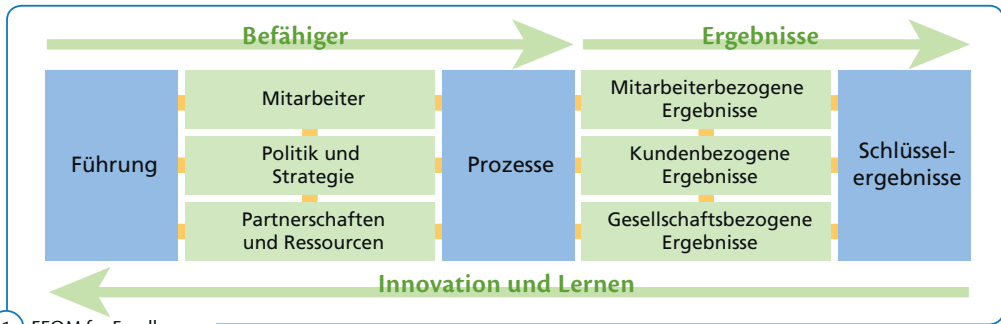 Befähiger
Ergebnisse
Führung
Mitarbeiter
Politik und
Strategie
Partnerschaften
und Ressourcen
Prozesse
Mitarbeiterbezogene
Ergebnisse
Kundenbezogene
Ergebnisse
Gesellschaftsbezogene
Ergebnisse
Schlüssel-
ergebnisse
Innovation und Lernen